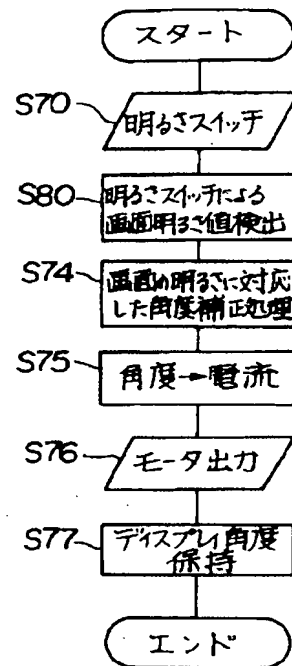 スタート
S70
明るさスイッチ
S80
明るさスイッチによる
画面明るさ値検出
S74
画面の明るさに対応
した角度補正処理
S75
角度→電流
S76
モータ出力
S77
ディスプレイ角度
保持
エンド